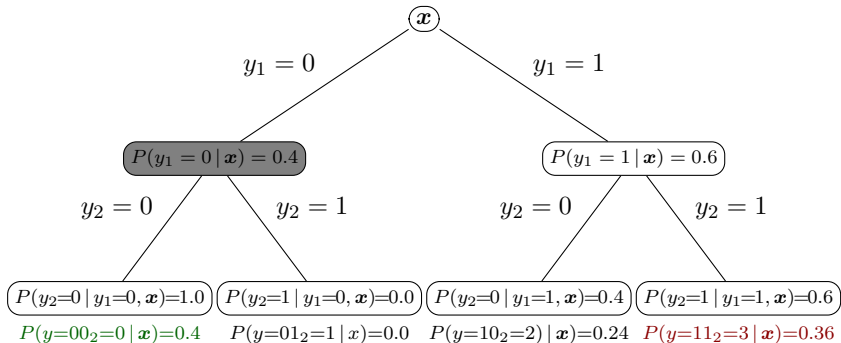 x
y₁ = 0
y₁ = 1
P(y₁ = 0 | x) = 0.4
P(y₁ = 1 | x) = 0.6
y₂ = 0
y₂ = 1
y₂ = 0
y₂ = 1
P(y₂=0 | y₁=0, x)=1.0
P(y₂=1 | y₁=0, x)=0.0
P(y₂=0 | y₁=1, x)=0.4
P(y₂=1 | y₁=1, x)=0.6
P(y=00₂=0 | x)=0.4
P(y=01₂=1 | x)=0.0
P(y=10₂=2) | x)=0.24
P(y=11₂=3 | x)=0.36